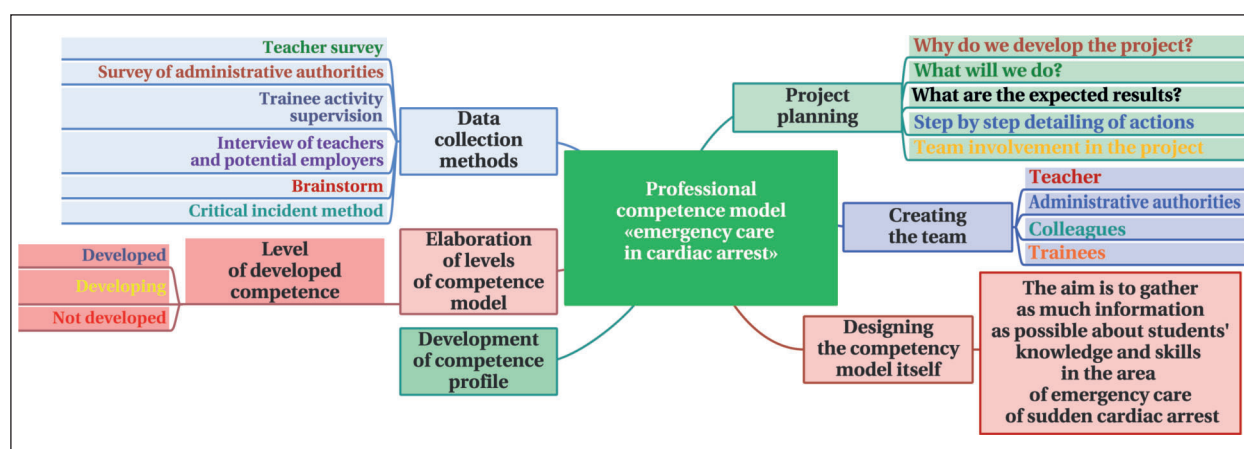 Teacher survey
Survey of administrative authorities
Trainee activity
supervision
Interview of teachers
and potential employers
Brainstorm
Critical incident method
Data
collection
methods
Developed
Developing
Not developed
Level
of developed
competence
Elaboration
of levels
of competence
model
Development
of competence
profile
Professional
competence model
«emergency care
in cardiac arrest»
Project
planning
Why do we develop the project?
What will we do?
What are the expected results?
Step by step detailing of actions
Team involvement in the project
Creating
the team
Teacher
Administrative authorities
Colleagues
Trainees
Designing
the competency
model itself
The aim is to gather
as much information
as possible about students'
knowledge and skills
in the area
of emergency care
of sudden cardiac arrest